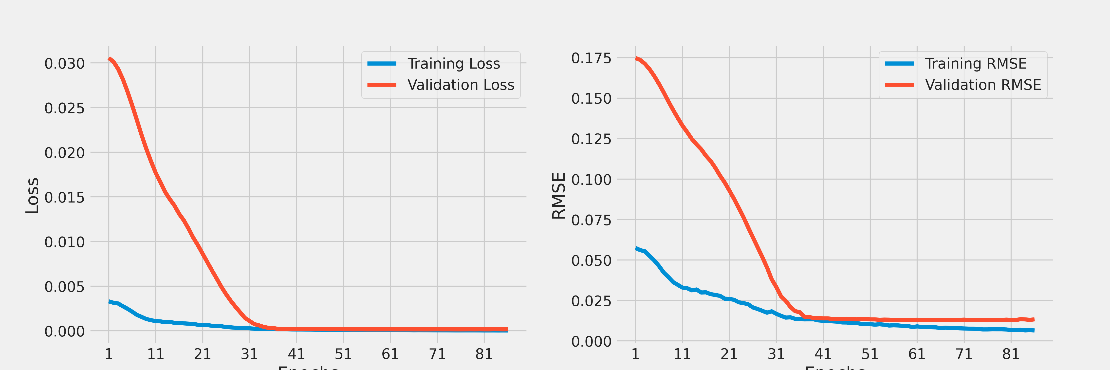 0.030
0.025
0.020
0.015
0.010
0.005
0.000
Loss
Training Loss
Validation Loss
1 11 21 31 41 51 61 71 81
Epochs
0.175
0.150
0.125
0.100
0.075
0.050
0.025
0.000
RMSE
Training RMSE
Validation RMSE
1 11 21 31 41 51 61 71 81
Epochs